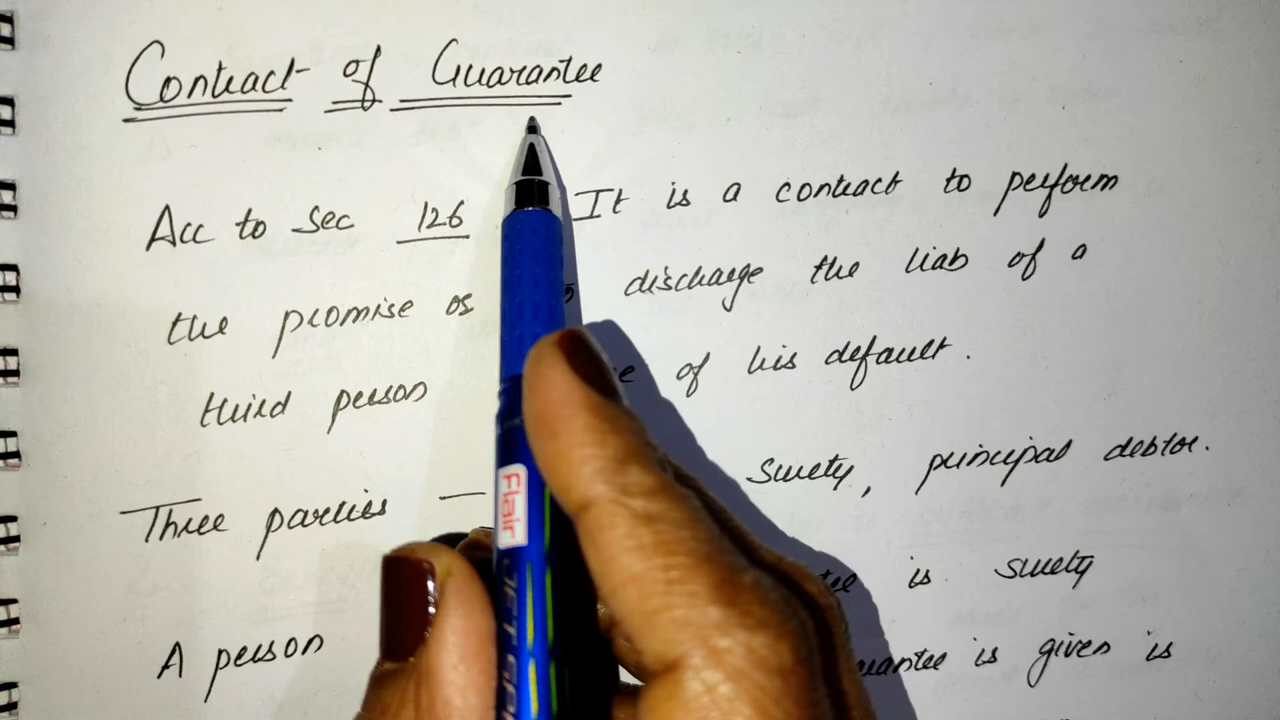 Contract of Guarantee
Acc to Sec 126 It is a contract to perform
the promise or discharge the liab of a
third person of his default.
Three parties — surety, principal debtor.
is surety
A person is given is
Flair